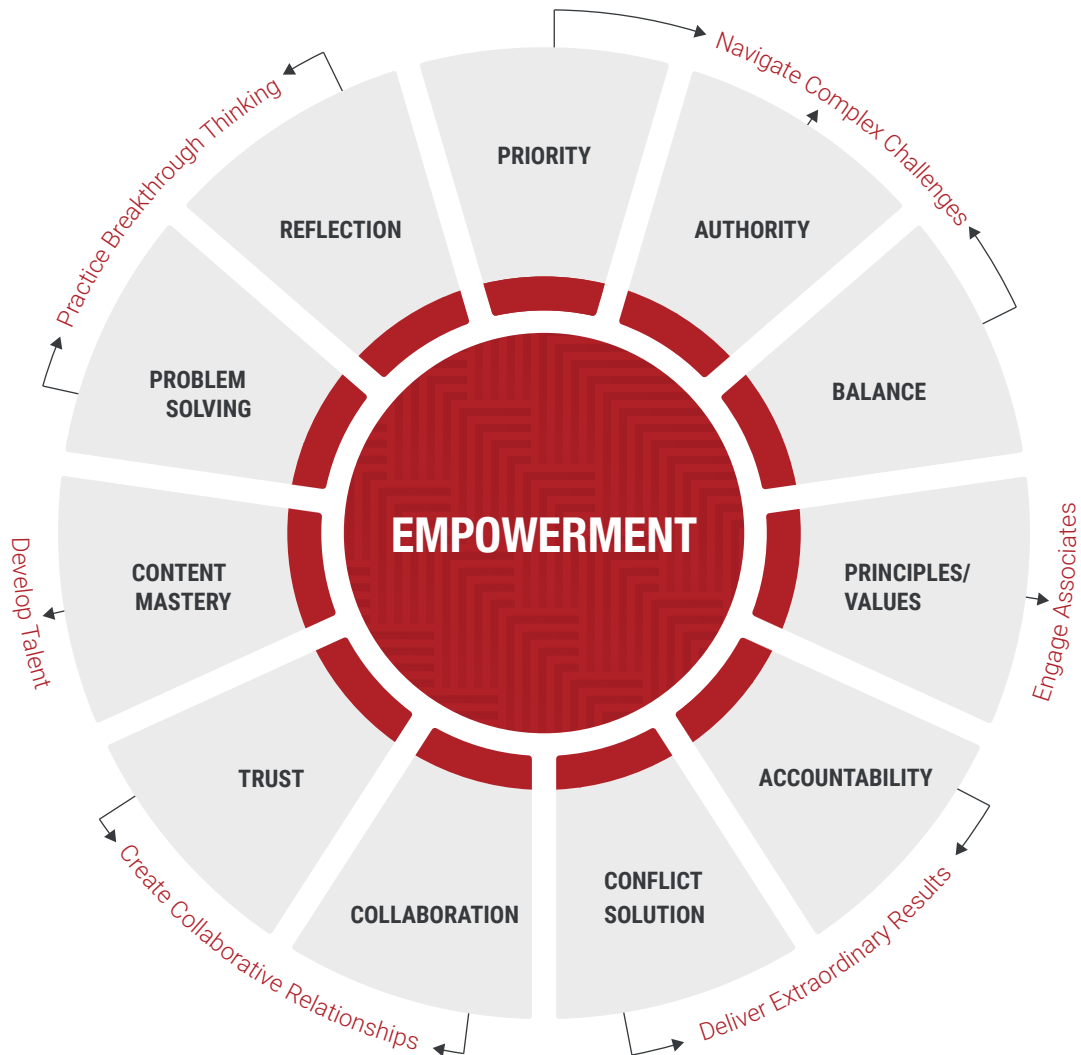 Navigate Complex Challenges
Practice Breakthrough Thinking
PRIORITY
REFLECTION
AUTHORITY
PROBLEM
SOLVING
BALANCE
EMPOWERMENT
CONTENT
MASTERY
PRINCIPLES/
VALUES
Develop Talent
Engage Associates
TRUST
ACCOUNTABILITY
COLLABORATION
CONFLICT
SOLUTION
Create Collaborative Relationships
Deliver Extraordinary Results